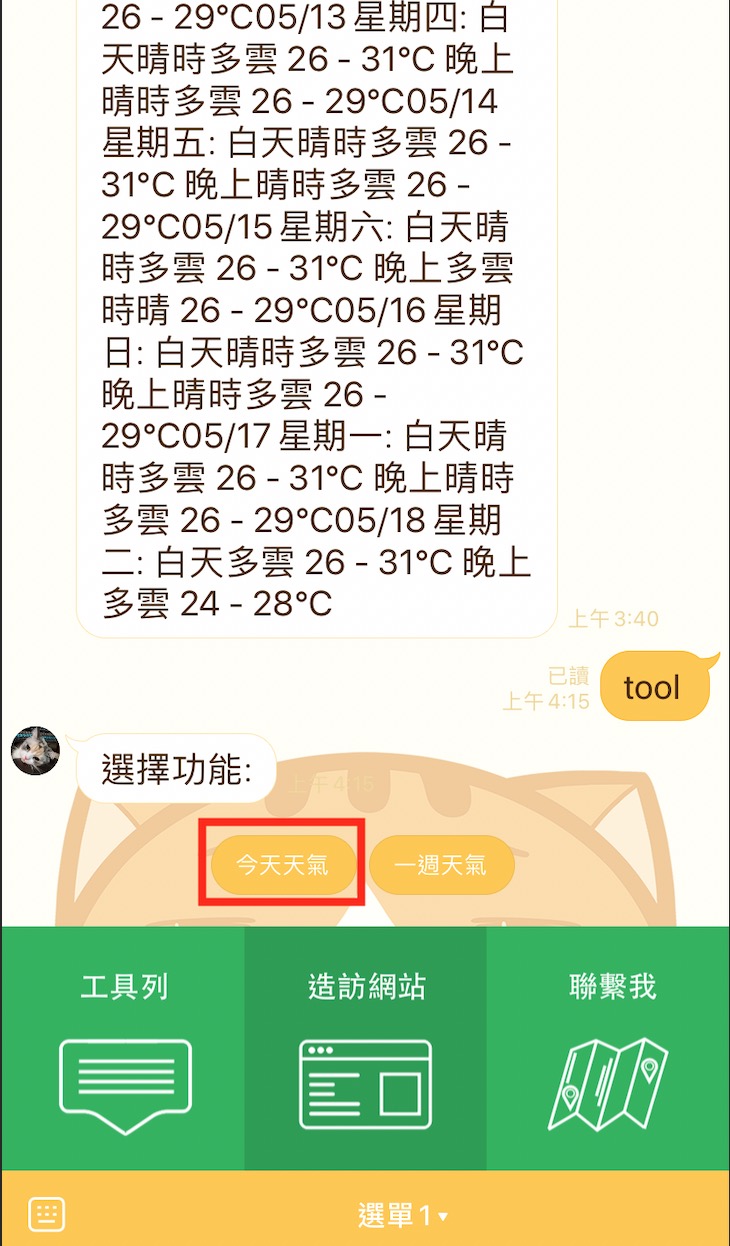 26 - 29°C05/13 星期四: 白
天晴時多雲 26 - 31°C 晚上
晴時多雲 26 - 29°C05/14
星期五: 白天晴時多雲 26 -
31°C 晚上晴時多雲 26 -
29°C05/15 星期六: 白天晴
時多雲 26 - 31°C 晚上多雲
時晴 26 - 29°C05/16 星期
日: 白天晴時多雲 26 - 31°C
晚上晴時多雲 26 -
29°C05/17 星期一: 白天晴
時多雲 26 - 31°C 晚上晴時
多雲 26 - 29°C05/18 星期
二: 白天多雲 26 - 31°C 晚上
多雲 24 - 28°C
上午 3:40
已讀
上午 4:15
tool
選擇功能:
上午 4:15
今天天氣
一週天氣
工具列
造訪網站
聯繫我
選單 1 ▾